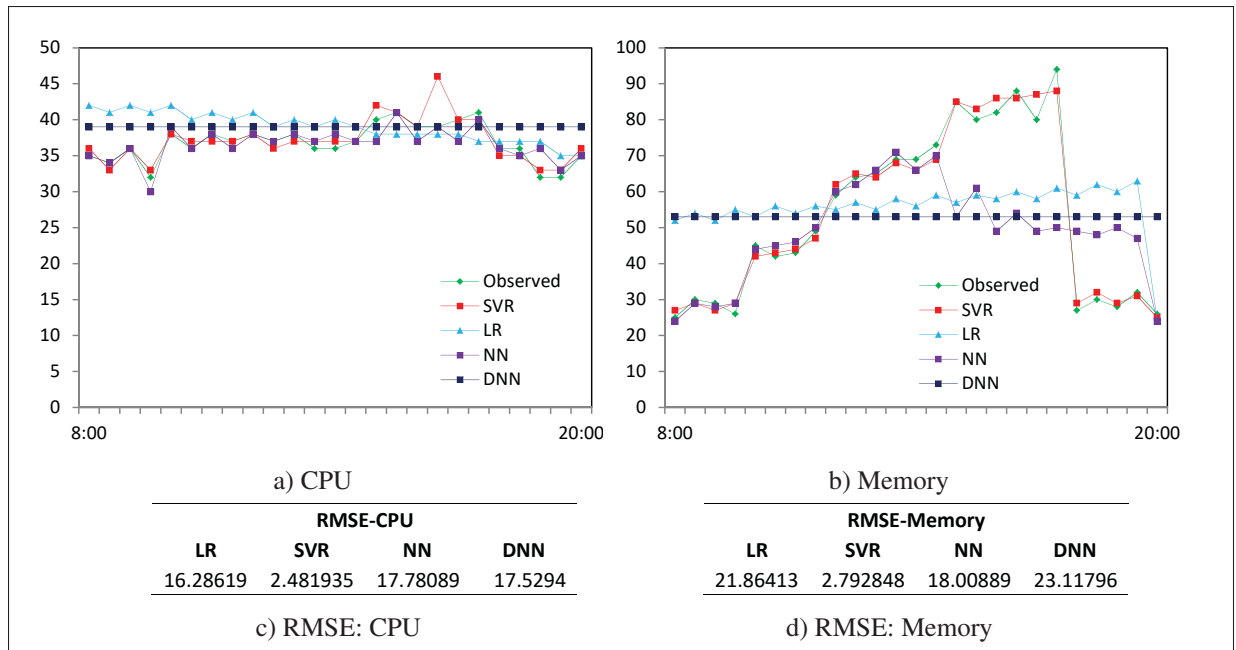 50
45
40
35
30
25
20
15
10
5
0
Observed
SVR
LR
NN
DNN
8:00
20:00
a) CPU
100
90
80
70
60
50
40
30
20
10
0
Observed
SVR
LR
NN
DNN
8:00
20:00
b) Memory
RMSE-CPU
LR SVR NN DNN
16.28619 2.481935 17.78089 17.5294
c) RMSE: CPU
RMSE-Memory
LR SVR NN DNN
21.86413 2.792848 18.00889 23.11796
d) RMSE: Memory